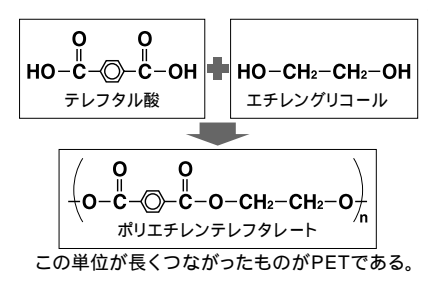 O O
HO-C-C-OH + HO-CH₂-CH₂-OH
テレフタル酸 エチレングリコール
O O
(O-C-C-O-CH₂-CH₂-O)n
ポリエチレンテレフタレート
この単位が長くつながったものがPETである。